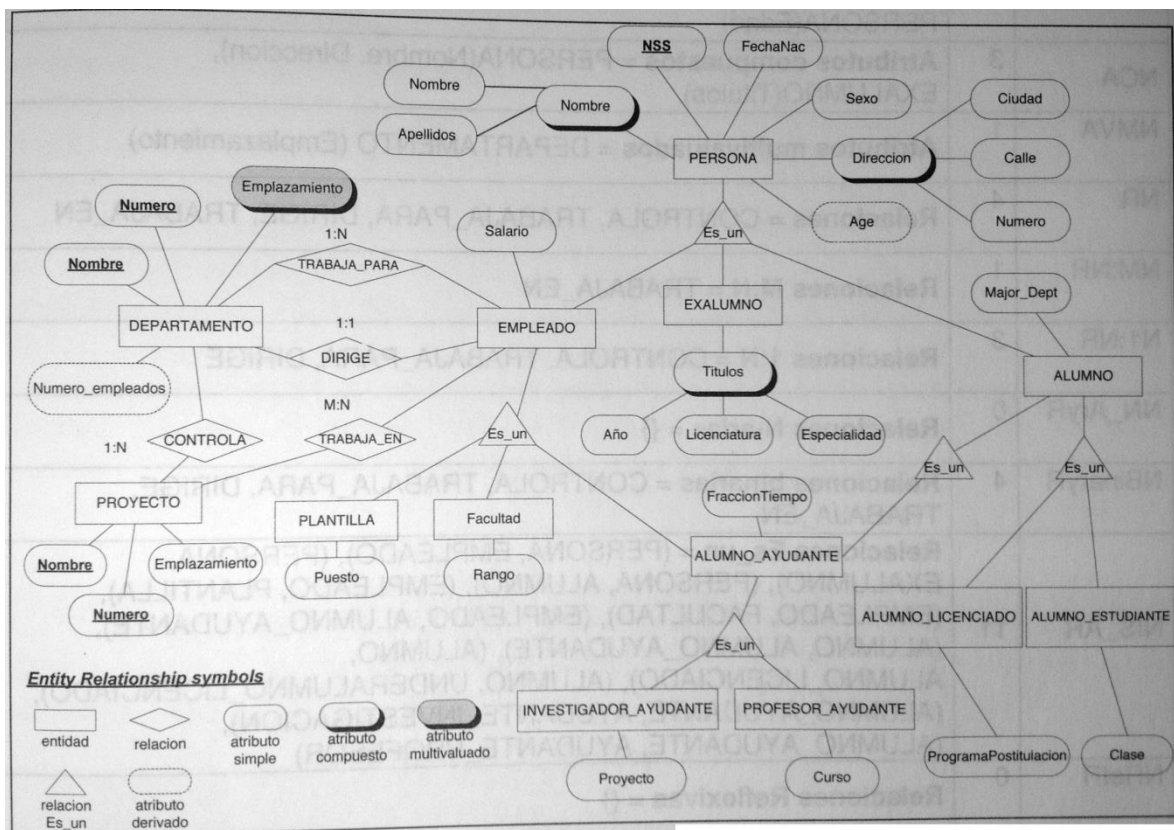 NSS
FechaNac
Nombre
Nombre
Sexo
Ciudad
Apellidos
PERSONA
Direccion
Calle
Emplazamiento
Numero
Age
Numero
1:N
Salario
Es_un
Nombre
TRABAJA_PARA
Major_Dept
EXALUMNO
DEPARTAMENTO
1:1
EMPLEADO
DIRIGE
Titulos
ALUMNO
Numero_empleados
M:N
Es_un
Año
Licenciatura
Especialidad
1:N
CONTROLA
TRABAJA_EN
Es_un
Es_un
FraccionTiempo
PROYECTO
PLANTILLA
Facultad
ALUMNO_AYUDANTE
Nombre
Emplazamiento
Puesto
Rango
Numero
ALUMNO_LICENCIADO
ALUMNO_ESTUDIANTE
Es_un
Entity Relationship symbols
INVESTIGADOR_AYUDANTE
PROFESOR_AYUDANTE
entidad
relacion
atributo
simple
atributo
compuesto
atributo
multivaluado
ProgramaPostitulacion
Clase
Proyecto
Curso
relacion
Es_un
atributo
derivado